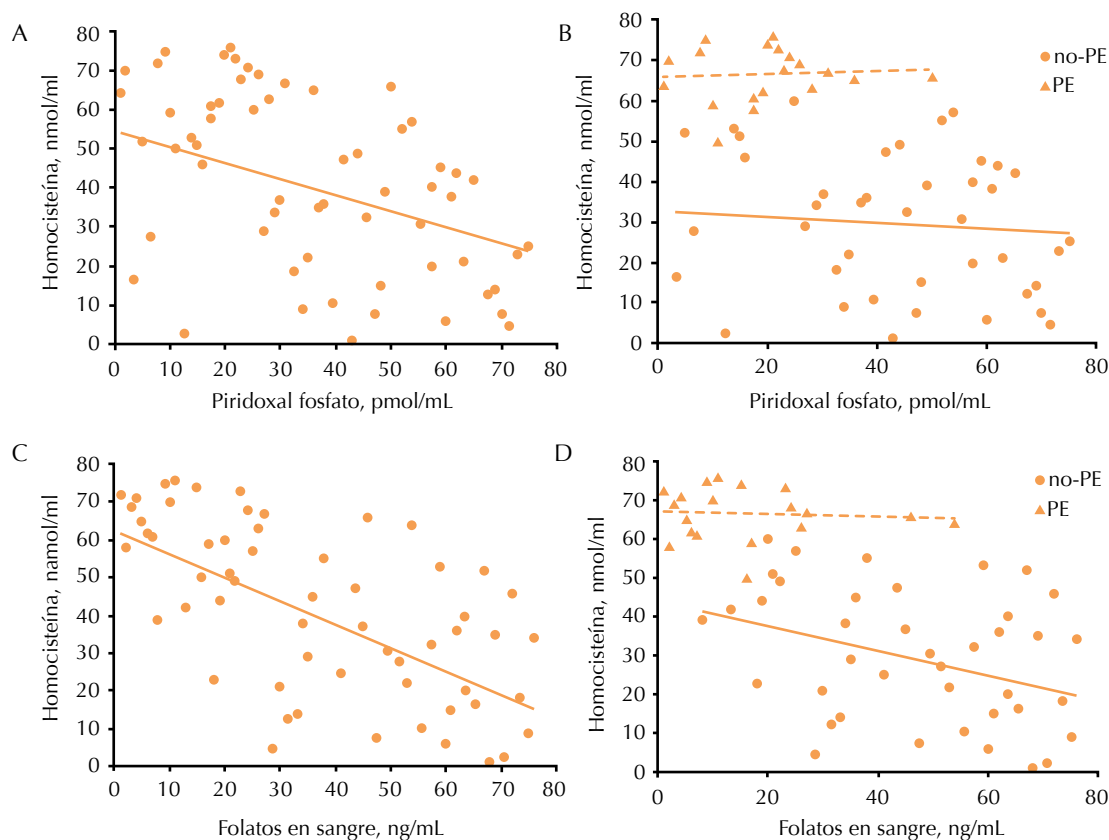 A
Homocisteína, nmol/ml
80
70
60
50
40
30
20
10
0
0 10 20 30 40 50 60 70 80
Piridoxal fosfato, pmol/mL
B
Homocisteína, nmol/ml
80
70
60
50
40
30
20
10
0
0 20 40 60 80
Piridoxal fosfato, pmol/mL
no-PE
PE
C
Homocisteína, namol/ml
80
70
60
50
40
30
20
10
0
0 10 20 30 40 50 60 70 80
Folatos en sangre, ng/mL
D
Homocisteína, nmol/ml
80
70
60
50
40
30
20
10
0
0 20 40 60 80
Folatos en sangre, ng/mL
no-PE
PE